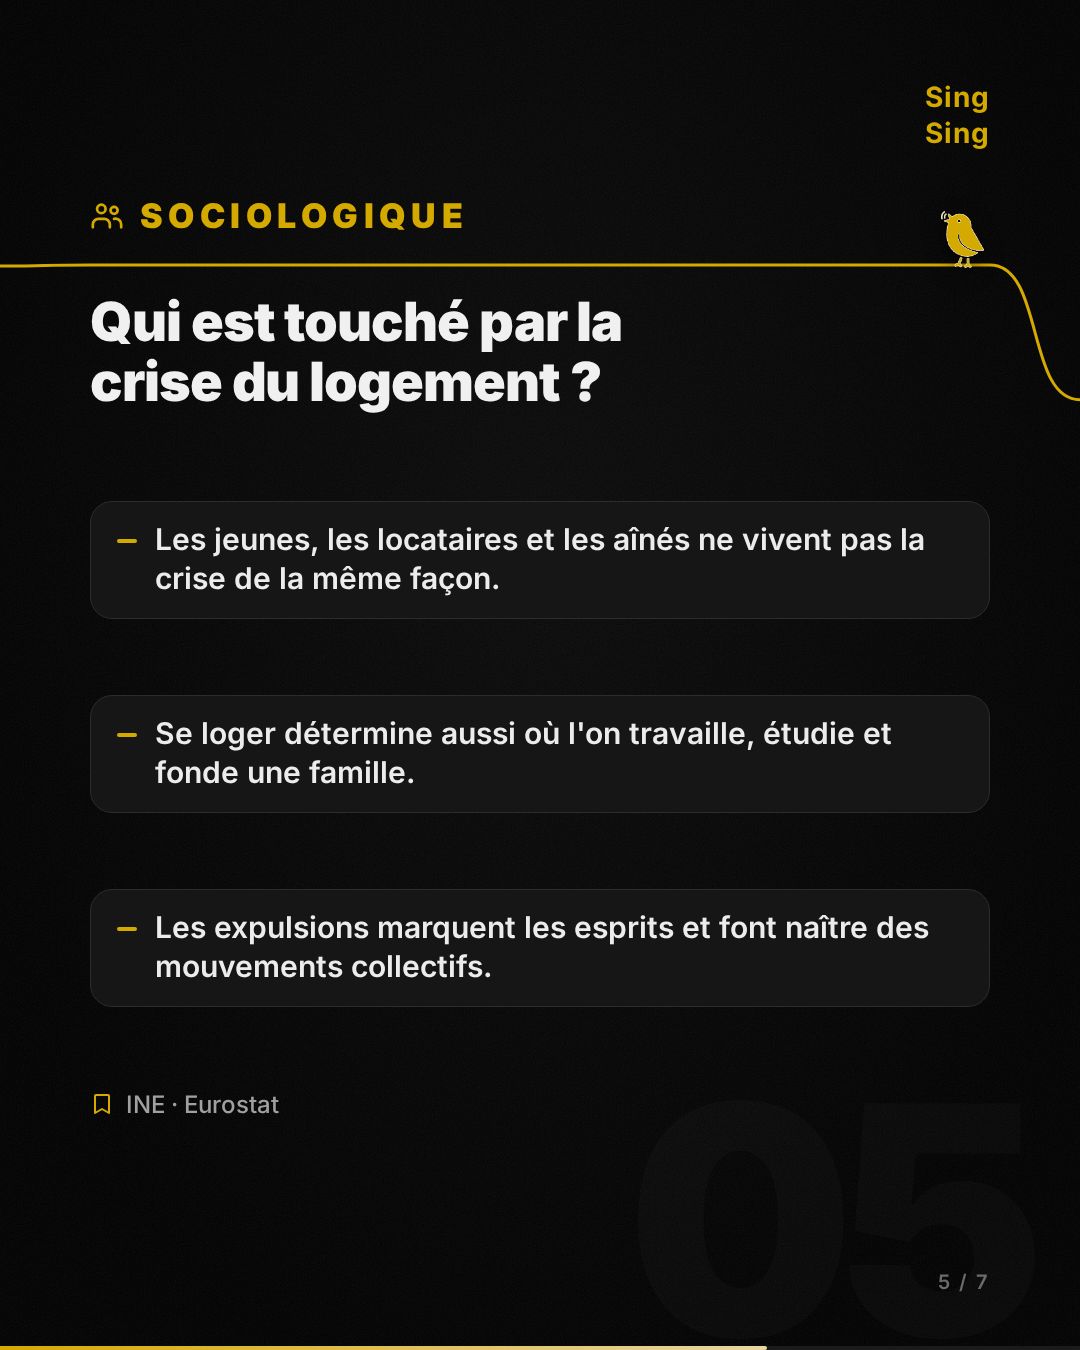 Sing
Sing
SOCIOLOGIQUE
Qui est touché par la
crise du logement ?
Les jeunes, les locataires et les aînés ne vivent pas la
crise de la même façon.
Se loger détermine aussi où l'on travaille, étudie et
fonde une famille.
Les expulsions marquent les esprits et font naître des
mouvements collectifs.
INE · Eurostat
05
5 / 7